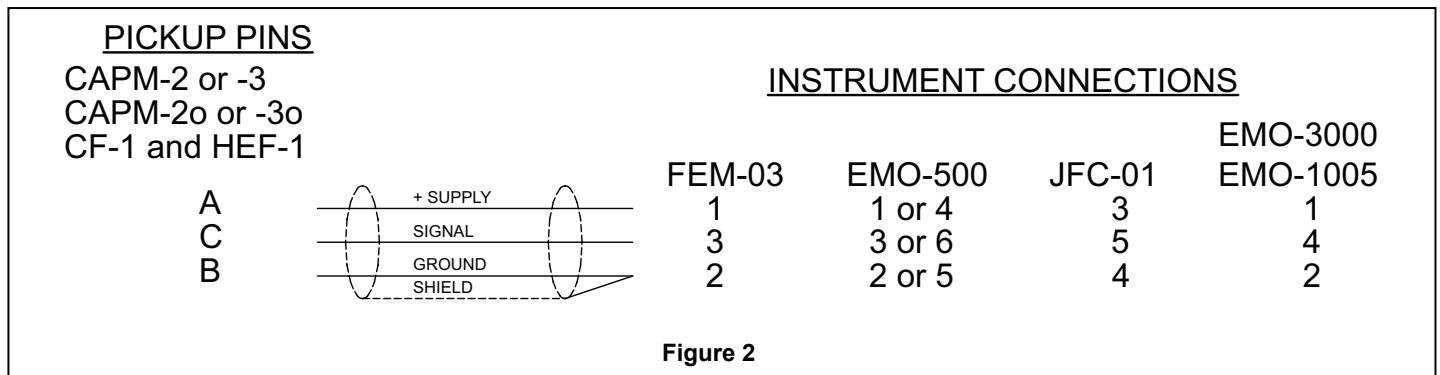 PICKUP PINS
CAPM-2 or -3
CAPM-2o or -3o
CF-1 and HEF-1
INSTRUMENT CONNECTIONS
EMO-3000
FEM-03 EMO-500 JFC-01 EMO-1005
A + SUPPLY 1 1 or 4 3 1
C SIGNAL 3 3 or 6 5 4
B GROUND 2 2 or 5 4 2
SHIELD
Figure 2